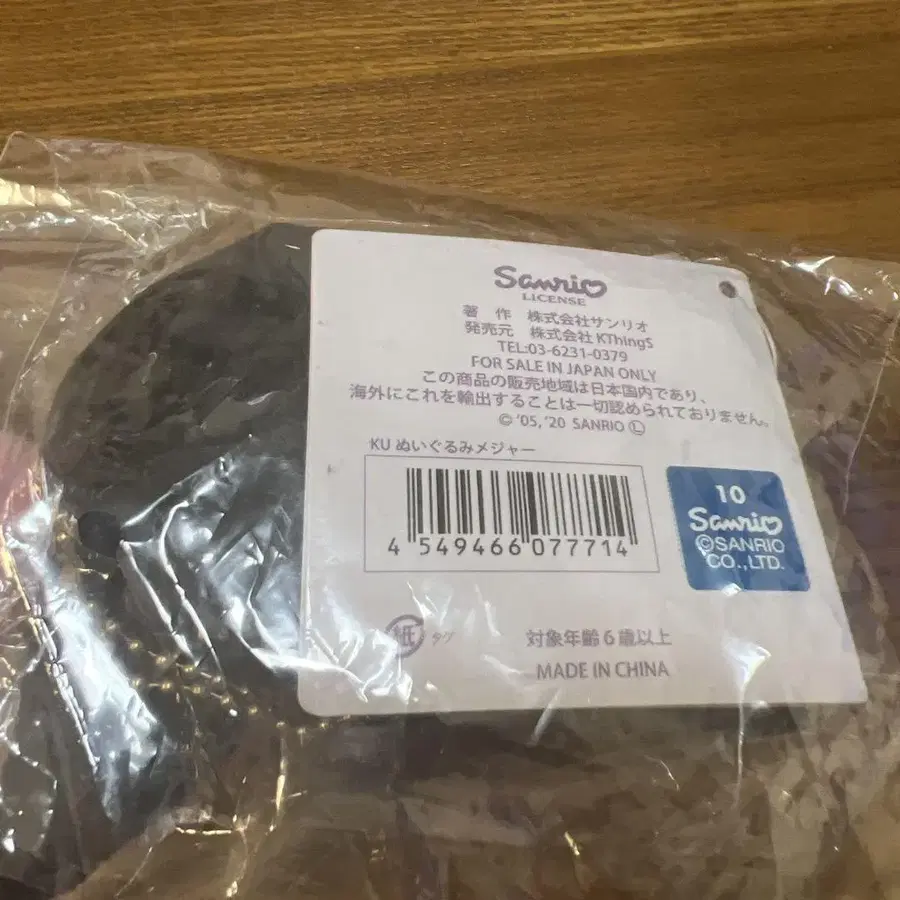 Sanrio
LICENSE
著 作 株式会社サンリオ
発売元 株式会社 KThingS
TEL:03-6231-0379
FOR SALE IN JAPAN ONLY
この商品の販売地域は日本国内であり、
海外にこれを輸出することは一切認められておりません。
© '05, '20 SANRIO Ⓛ
KU ぬいぐるみメジャー
4 549466 077714
10
Sanrio
©SANRIO
CO.,LTD.
紙 タグ
対象年齢 6 歳以上
MADE IN CHINA